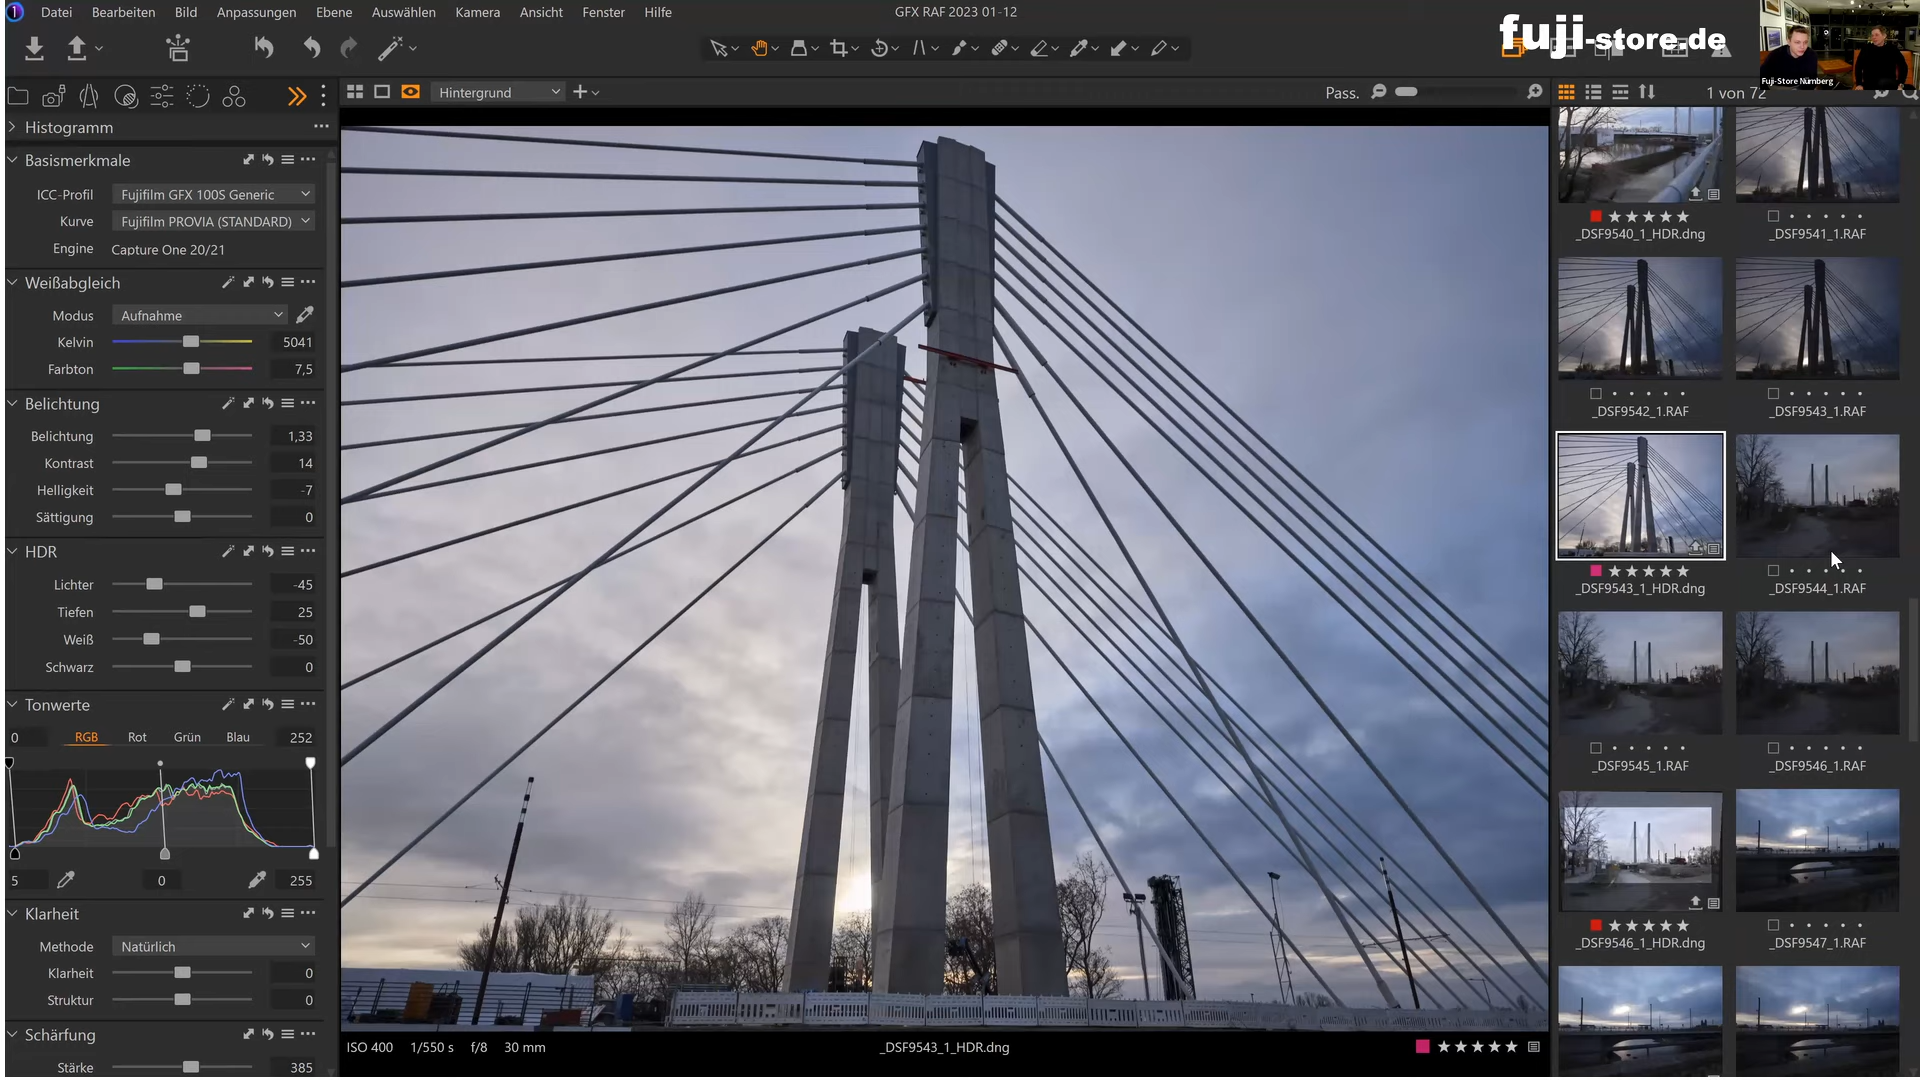 Datei Bearbeiten Bild Anpassungen Ebene Auswählen Kamera Ansicht Fenster Hilfe
GFX RAF 2023 01-12
fuji-store.de
Fuji-Store Nürnberg
Hintergrund
Pass.
1 von 72
Histogramm
Basismerkmale
ICC-Profil Fujifilm GFX 100S Generic
Kurve Fujifilm PROVIA (STANDARD)
Engine Capture One 20/21
Weißabgleich
Modus Aufnahme
Kelvin 5041
Farbton 7,5
Belichtung
Belichtung 1,33
Kontrast 14
Helligkeit -7
Sättigung 0
HDR
Lichter -45
Tiefen 25
Weiß -50
Schwarz 0
Tonwerte
0 RGB Rot Grün Blau 252
5 0 255
Klarheit
Methode Natürlich
Klarheit 0
Struktur 0
Schärfung
Stärke 385
ISO 400 1/550 s f/8 30 mm
_DSF9543_1_HDR.dng
_DSF9540_1_HDR.dng
_DSF9541_1.RAF
_DSF9542_1.RAF
_DSF9543_1.RAF
_DSF9543_1_HDR.dng
_DSF9544_1.RAF
_DSF9545_1.RAF
_DSF9546_1.RAF
_DSF9546_1_HDR.dng
_DSF9547_1.RAF